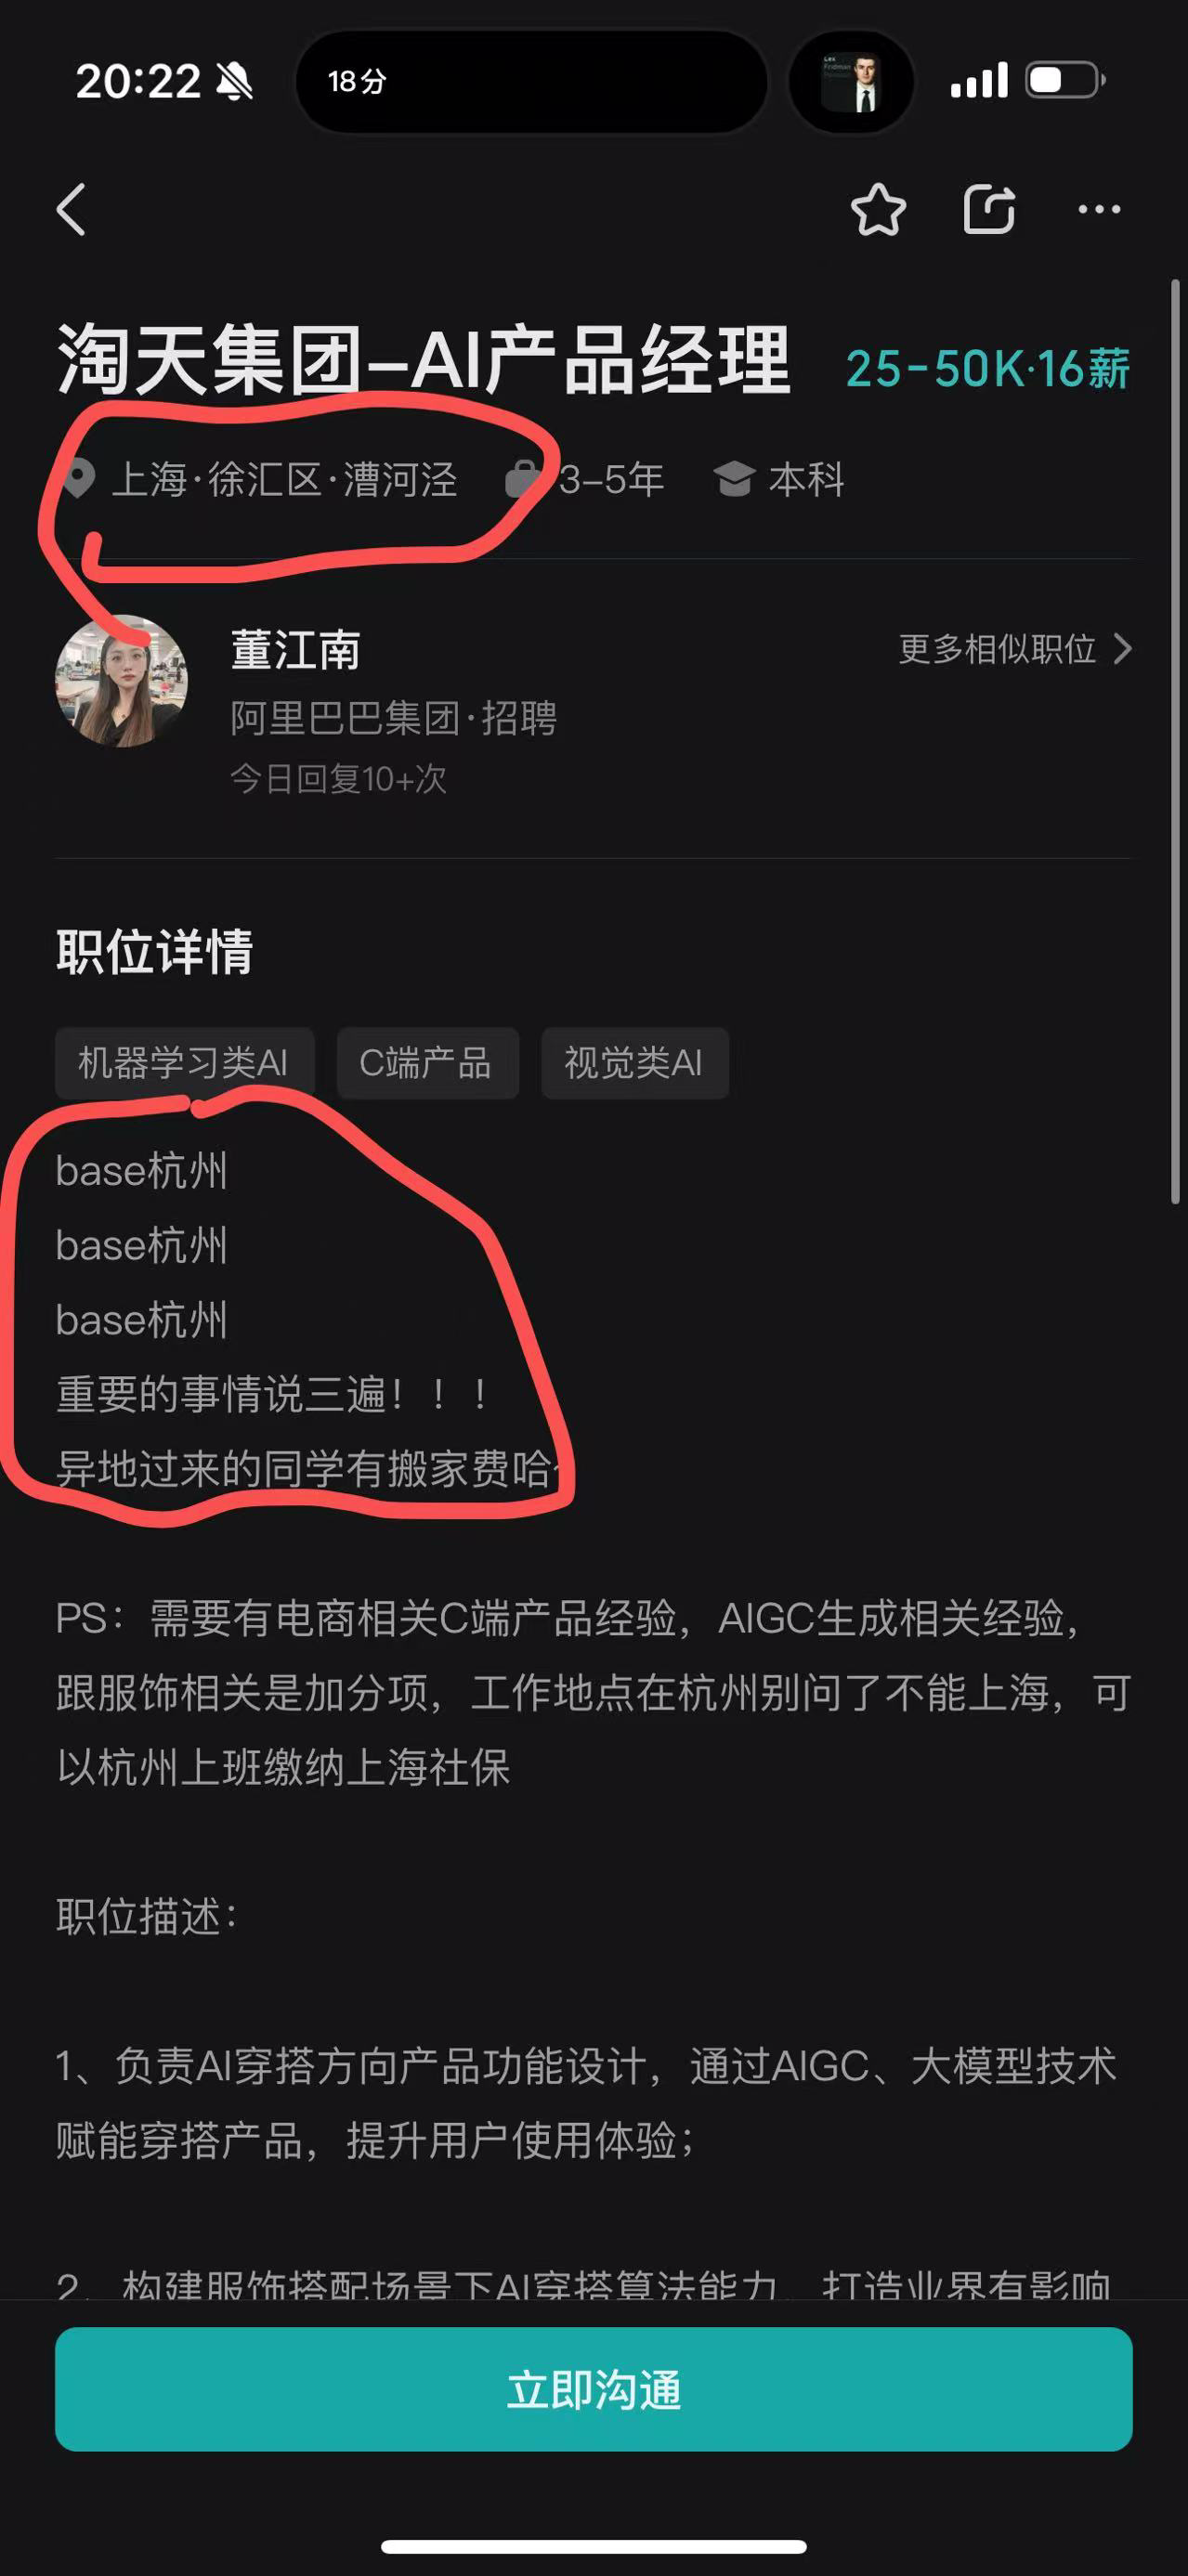 20:22
18分
Lex
Fridman
淘天集团-AI产品经理 25-50K·16薪
上海·徐汇区·漕河泾 3-5年 本科
董江南
更多相似职位
阿里巴巴集团·招聘
今日回复10+次
职位详情
机器学习类AI C端产品 视觉类AI
base杭州
base杭州
base杭州
重要的事情说三遍！！！
异地过来的同学有搬家费哈~
PS：需要有电商相关C端产品经验，AIGC生成相关经验，
跟服饰相关是加分项，工作地点在杭州别问了不能上海，可
以杭州上班缴纳上海社保
职位描述：
1、负责AI穿搭方向产品功能设计，通过AIGC、大模型技术
赋能穿搭产品，提升用户使用体验；
2、构建服饰搭配场景下AI穿搭算法能力，打造业界有影响
立即沟通